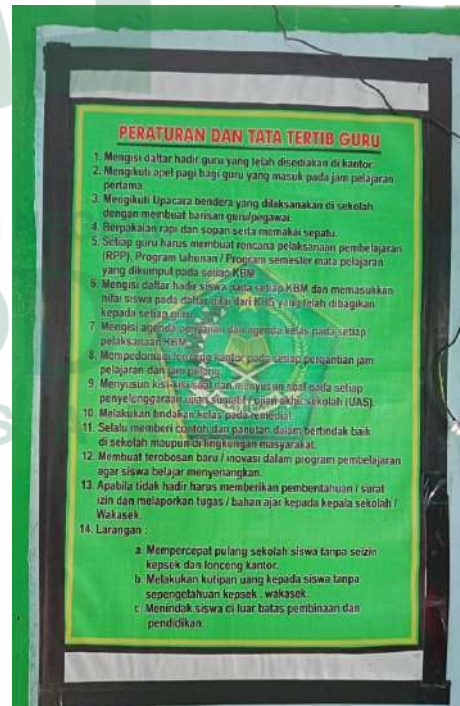 PERATURAN DAN TATA TERTIB GURU
1. Mengisi daftar hadir guru yang telah disediakan di kantor.
2. Mengikuti apel pagi bagi guru yang masuk pada jam pelajaran
pertama.
3. Mengikuti Upacara bendera yang dilaksanakan di sekolah
dengan membuat barisan guru/pegawai.
4. Berpakaian rapi dan sopan serta memakai sepatu.
5. Setiap guru harus membuat rencana pelaksanaan pembelajaran
(RPP), Program tahunan / Program semester mata pelajaran
yang dikumpul pada setiap KBM.
6. Mengisi daftar hadir siswa pada setiap KBM dan memasukkan
nilai siswa pada daftar nilai dari KHS yang telah dibagikan
kepada setiap guru.
7. Mengisi agenda penyajian dan agenda kelas pada setiap
pelaksanaan KBM.
8. Mempedomani lonceng kantor pada setiap pergantian jam
pelajaran dan jam pulang.
9. Menyusun kisi-kisi soal dan menyusun soal pada setiap
penyelenggaraan ujian sumatif / ujian akhir sekolah (UAS).
10. Melakukan tindakan kelas pada remedial.
11. Selalu memberi contoh dan panutan dalam bertindak baik
di sekolah maupun di lingkungan masyarakat.
12. Membuat terobosan baru / inovasi dalam program pembelajaran
agar siswa belajar menyenangkan.
13. Apabila tidak hadir harus memberikan pembentahuan / surat
izin dan melaporkan tugas / bahan ajar kepada kepala sekolah /
Wakasek.
14. Larangan :
a. Mempercepat pulang sekolah siswa tanpa seizin
kepsek dan lonceng kantor.
b. Melakukan kutipan uang kepada siswa tanpa
sepengetahuan kepsek . wakasek.
c. Menindak siswa di luar batas pembinaan dan
pendidikan.